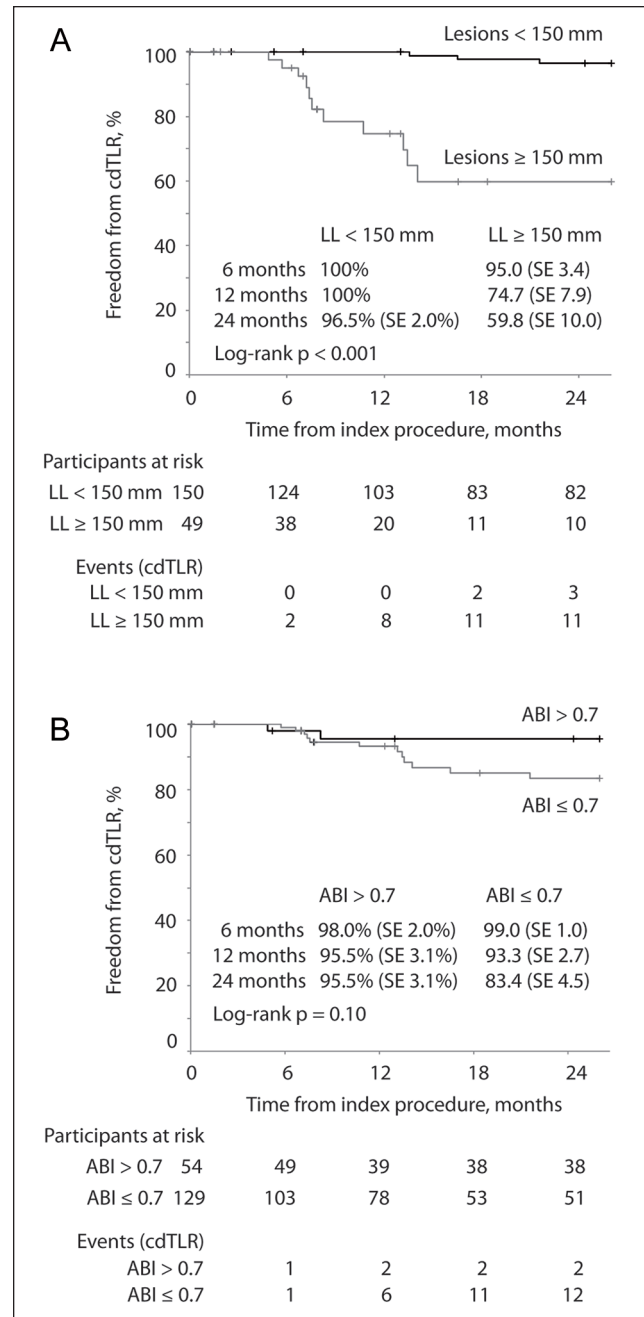 A
Lesions < 150 mm
100
80
Lesions ≥ 150 mm
60
40
20
0
Freedom from cdTLR, %
LL < 150 mm LL ≥ 150 mm
6 months 100% 95.0 (SE 3.4)
12 months 100% 74.7 (SE 7.9)
24 months 96.5% (SE 2.0%) 59.8 (SE 10.0)
Log-rank p < 0.001
0 6 12 18 24
Time from index procedure, months
Participants at risk
LL < 150 mm 150 124 103 83 82
LL ≥ 150 mm 49 38 20 11 10
Events (cdTLR)
LL < 150 mm 0 0 2 3
LL ≥ 150 mm 2 8 11 11
B
ABI > 0.7
100
80
ABI ≤ 0.7
60
40
20
0
Freedom from cdTLR, %
ABI > 0.7 ABI ≤ 0.7
6 months 98.0% (SE 2.0%) 99.0 (SE 1.0)
12 months 95.5% (SE 3.1%) 93.3 (SE 2.7)
24 months 95.5% (SE 3.1%) 83.4 (SE 4.5)
Log-rank p = 0.10
0 6 12 18 24
Time from index procedure, months
Participants at risk
ABI > 0.7 54 49 39 38 38
ABI ≤ 0.7 129 103 78 53 51
Events (cdTLR)
ABI > 0.7 1 2 2 2
ABI ≤ 0.7 1 6 11 12